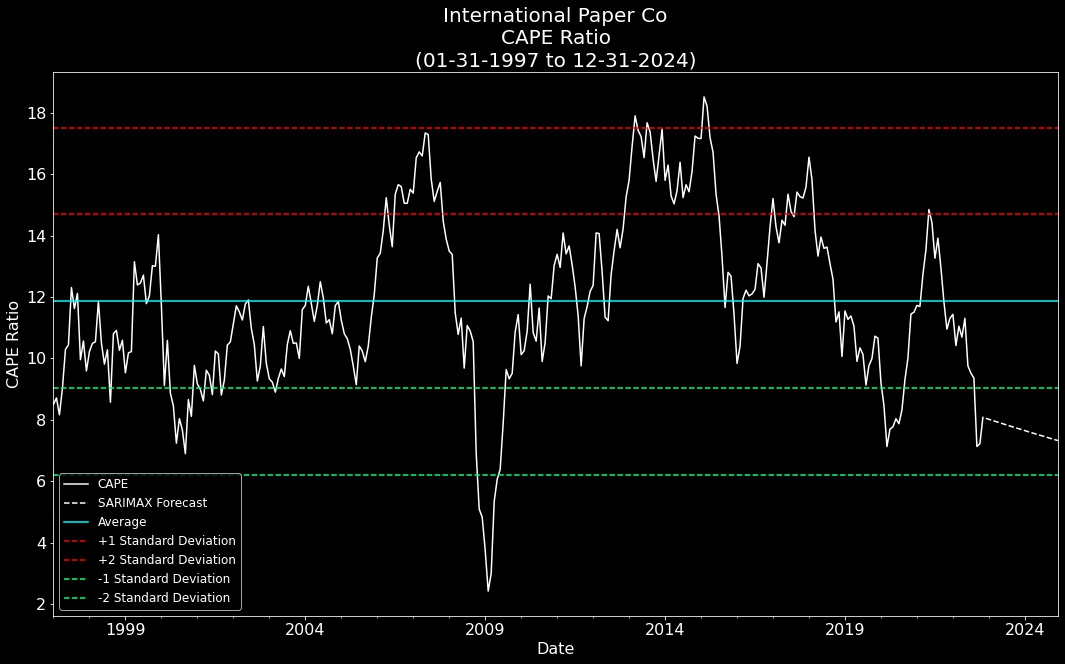 International Paper Co
CAPE Ratio
(01-31-1997 to 12-31-2024)
CAPE Ratio
18
16
14
12
10
8
6
4
2
CAPE
SARIMAX Forecast
Average
+1 Standard Deviation
+2 Standard Deviation
-1 Standard Deviation
-2 Standard Deviation
1999 2004 2009 2014 2019 2024
Date